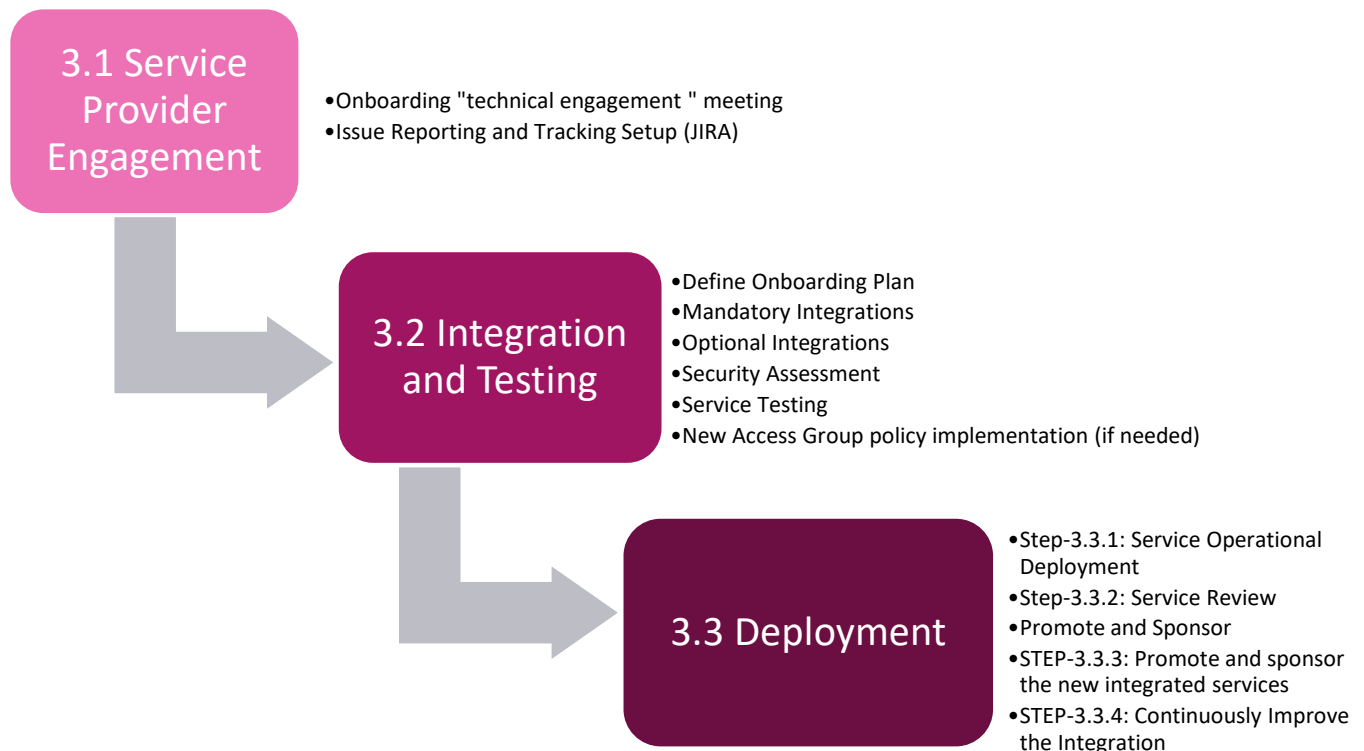 3.1 Service
Provider
Engagement
•Onboarding "technical engagement " meeting
•Issue Reporting and Tracking Setup (JIRA)
3.2 Integration
and Testing
•Define Onboarding Plan
•Mandatory Integrations
•Optional Integrations
•Security Assessment
•Service Testing
•New Access Group policy implementation (if needed)
3.3 Deployment
•Step-3.3.1: Service Operational
Deployment
•Step-3.3.2: Service Review
•Promote and Sponsor
•STEP-3.3.3: Promote and sponsor
the new integrated services
•STEP-3.3.4: Continuously Improve
the Integration